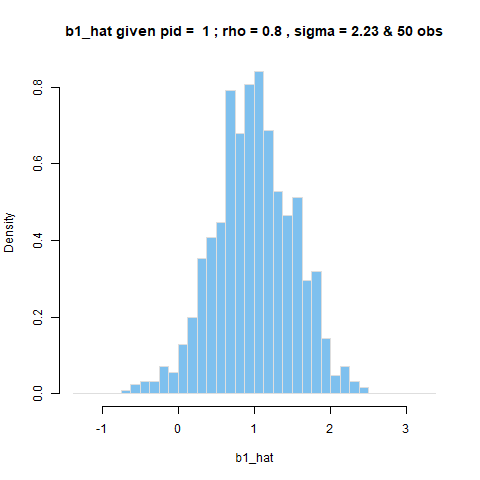 b1_hat given pid =  1 ; rho = 0.8 , sigma = 2.23 & 50 obs
Density
0.8
0.6
0.4
0.2
0.0
-1 0 1 2 3
b1_hat